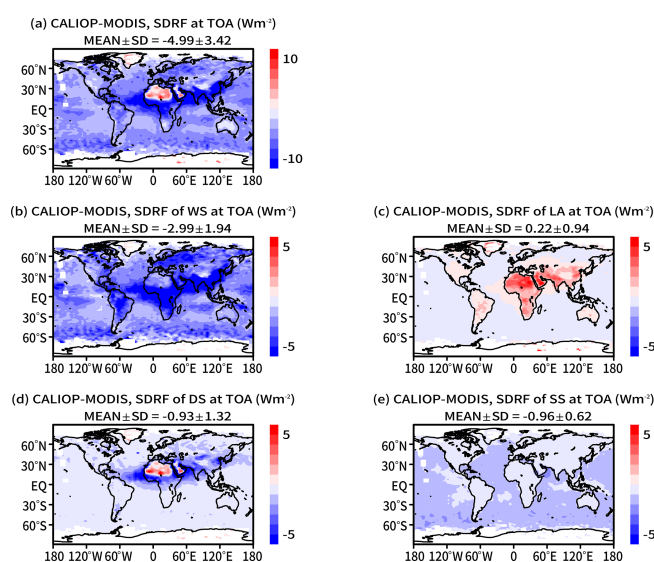 (a) CALIOP-MODIS, SDRF at TOA (Wm-2)
MEAN±SD = -4.99±3.42
60°N
30°N
EQ
30°S
60°S
180 120°W 60°W 0 60°E 120°E 180
10
-10
(b) CALIOP-MODIS, SDRF of WS at TOA (Wm-2)
MEAN±SD = -2.99±1.94
60°N
30°N
EQ
30°S
60°S
180 120°W 60°W 0 60°E 120°E 180
5
-5
(c) CALIOP-MODIS, SDRF of LA at TOA (Wm-2)
MEAN±SD = 0.22±0.94
60°N
30°N
EQ
30°S
60°S
180 120°W 60°W 0 60°E 120°E 180
5
-5
(d) CALIOP-MODIS, SDRF of DS at TOA (Wm-2)
MEAN±SD = -0.93±1.32
60°N
30°N
EQ
30°S
60°S
180 120°W 60°W 0 60°E 120°E 180
5
-5
(e) CALIOP-MODIS, SDRF of SS at TOA (Wm-2)
MEAN±SD = -0.96±0.62
60°N
30°N
EQ
30°S
60°S
180 120°W 60°W 0 60°E 120°E 180
5
-5